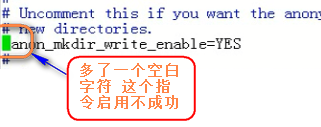 #
# Uncomment this if you want the anony
# new directories.
anon_mkdir_write_enable=YES
#
多了一个空白
字符 这个指
令启用不成功